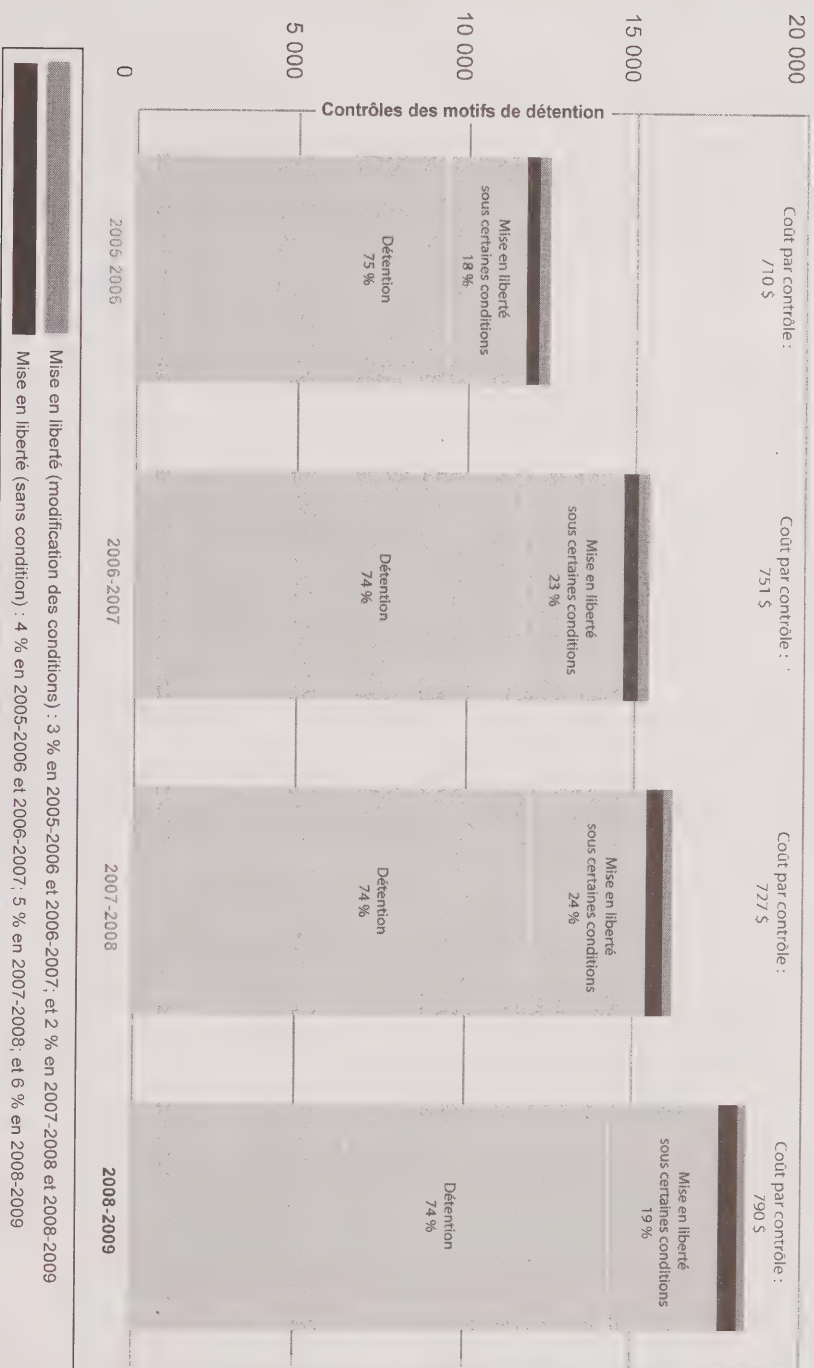 20 000
15 000
10 000
5 000
0
Contrôles des motifs de détention
Coût par contrôle :
710 $
Mise en liberté
sous certaines conditions
18 %
Détention
75 %
2005 2006
Coût par contrôle :
751 $
Mise en liberté
sous certaines conditions
23 %
Détention
74 %
2006-2007
Coût par contrôle :
727 $
Mise en liberté
sous certaines conditions
24 %
Détention
74 %
2007-2008
Coût par contrôle :
790 $
Mise en liberté
sous certaines conditions
19 %
Détention
74 %
2008-2009
Mise en liberté (modification des conditions) : 3 % en 2005-2006 et 2006-2007; et 2 % en 2007-2008 et 2008-2009
Mise en liberté (sans condition) : 4 % en 2005-2006 et 2006-2007; 5 % en 2007-2008; et 6 % en 2008-2009